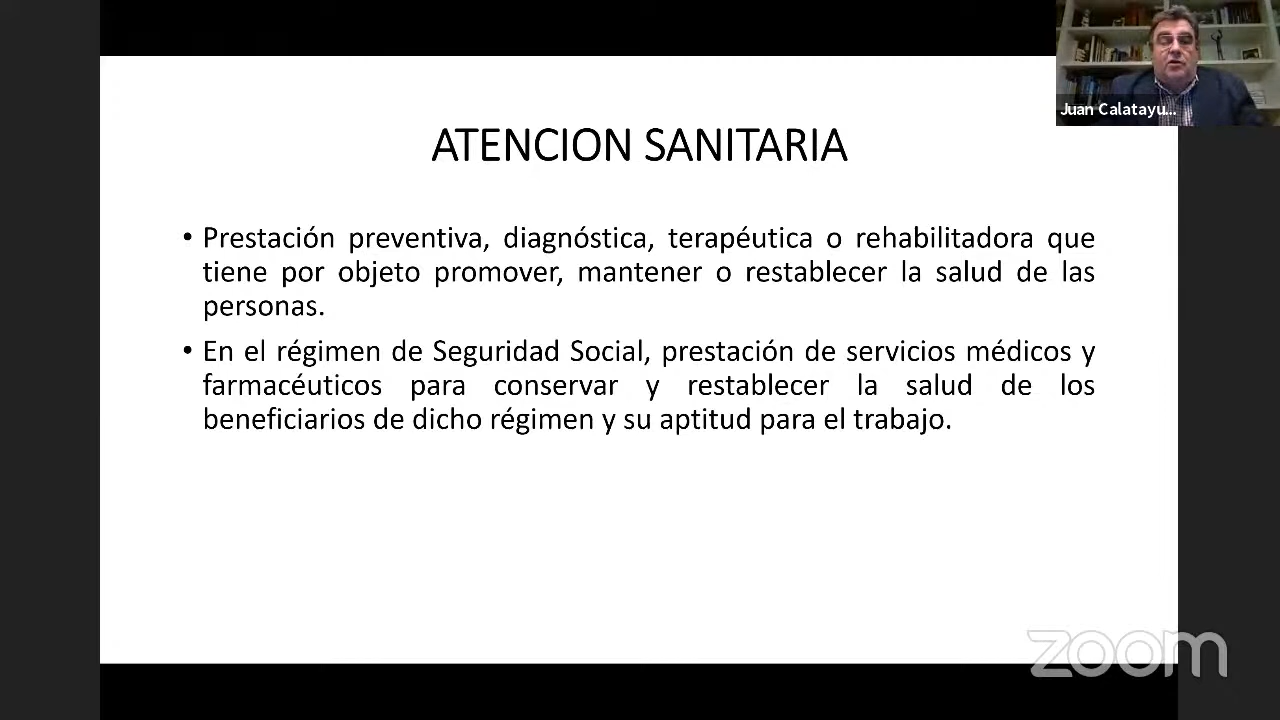 Juan Calatayu...
ATENCION SANITARIA
• Prestación preventiva, diagnóstica, terapéutica o rehabilitadora que
tiene por objeto promover, mantener o restablecer la salud de las
personas.
• En el régimen de Seguridad Social, prestación de servicios médicos y
farmacéuticos para conservar y restablecer la salud de los
beneficiarios de dicho régimen y su aptitud para el trabajo.
zoom